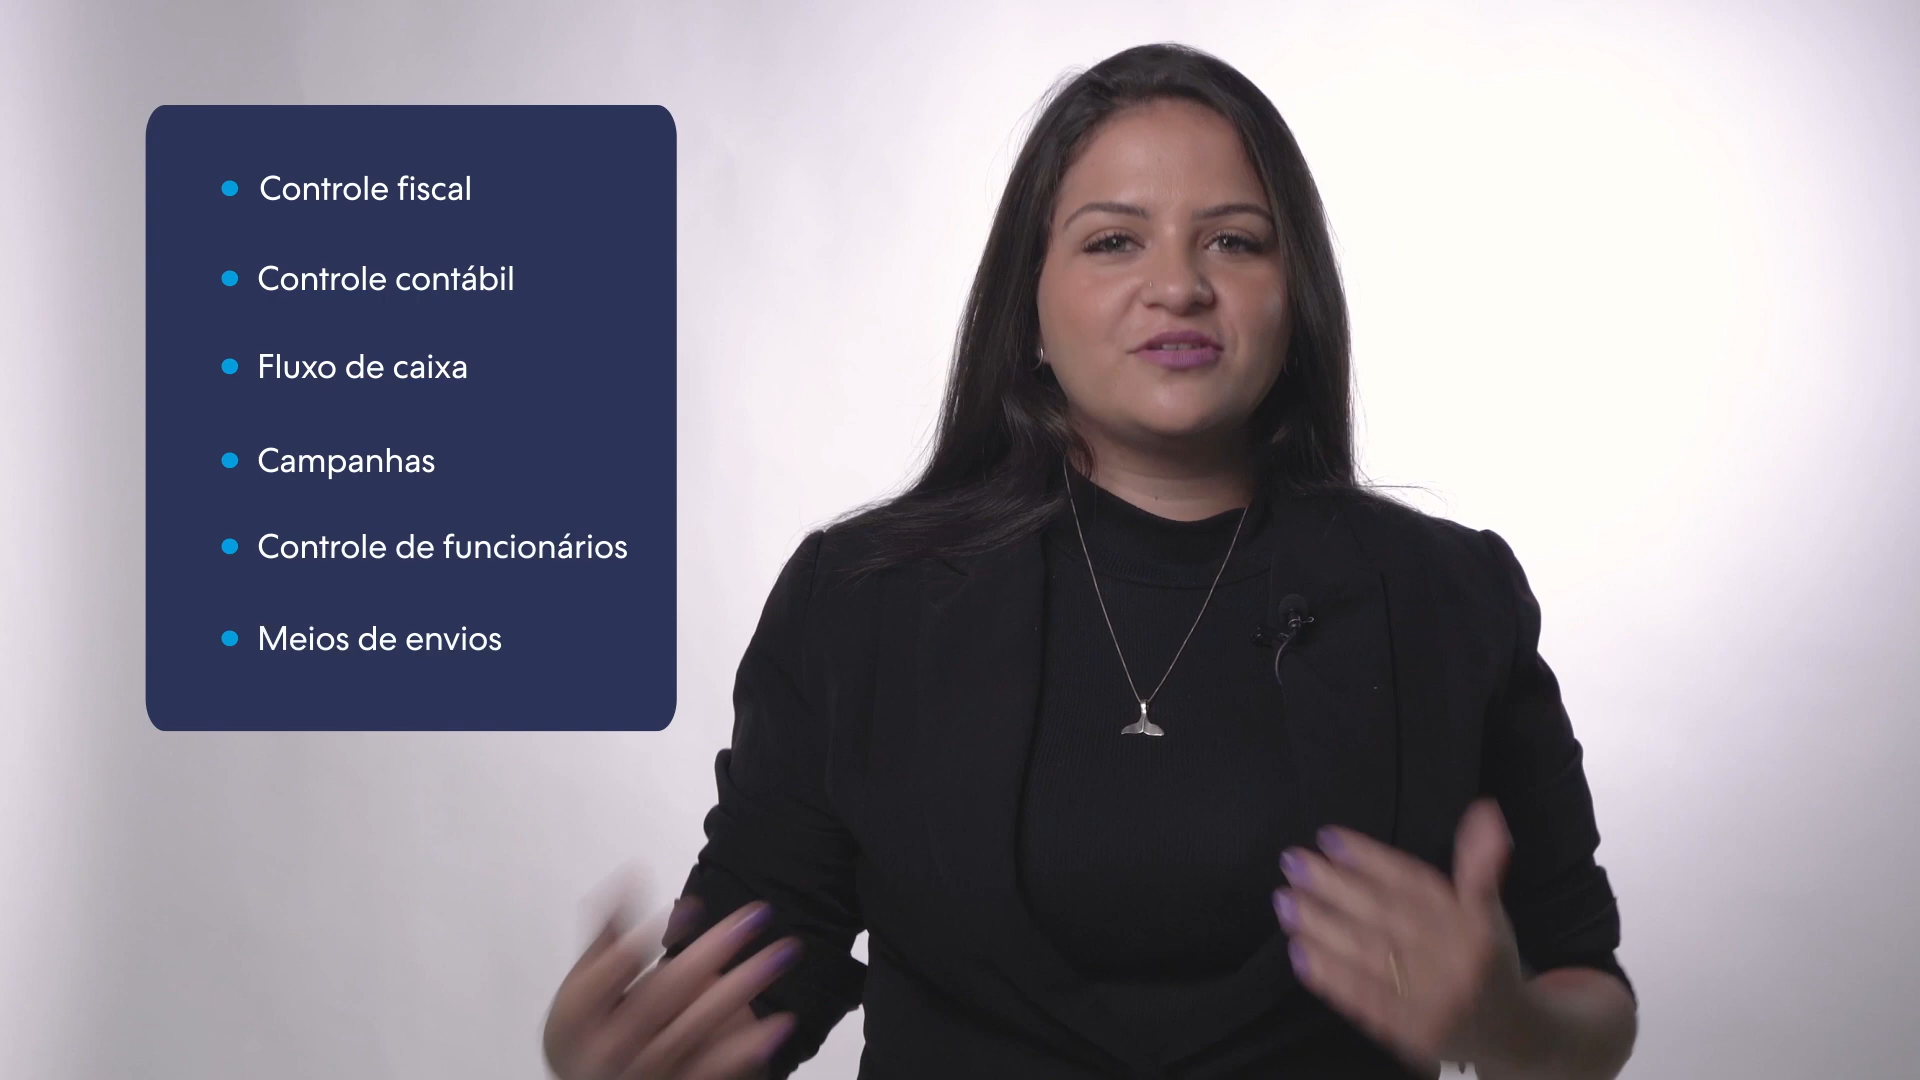 Controle fiscal
Controle contábil
Fluxo de caixa
Campanhas
Controle de funcionários
Meios de envios